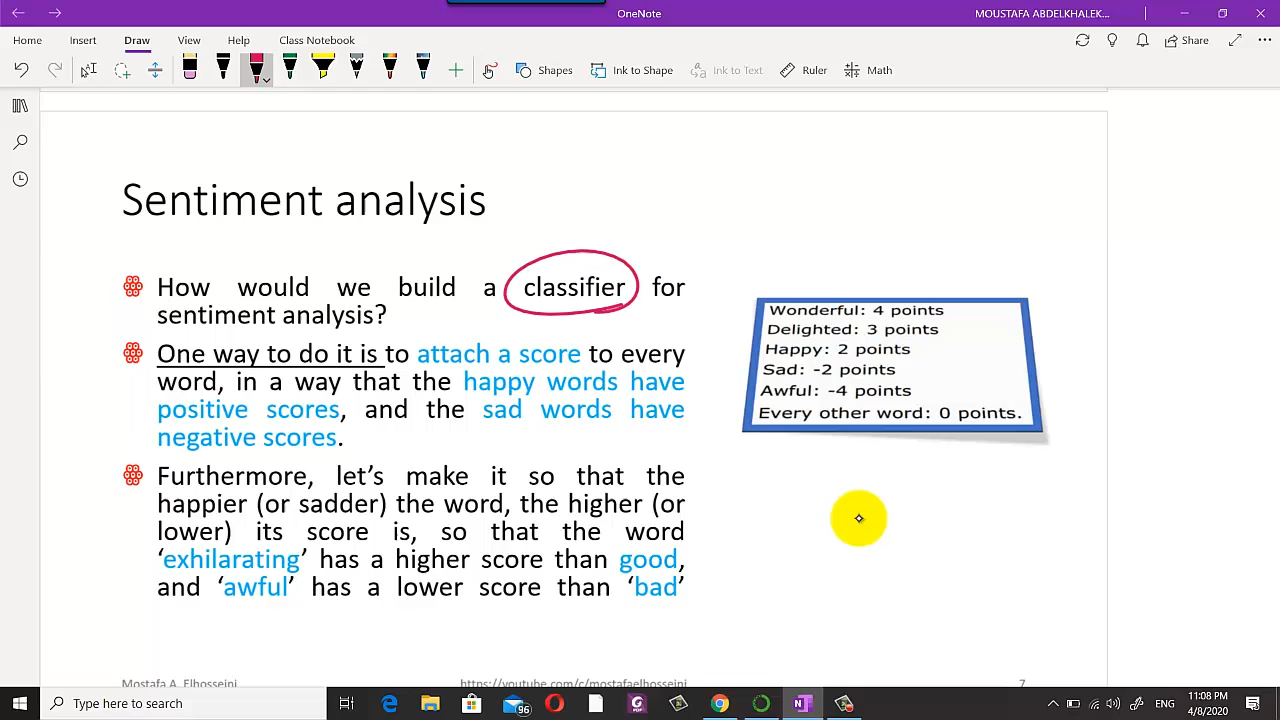 OneNote
MOUSTAFA ABDELKHALEK...
Home Insert Draw View Help Class Notebook
Share
Shapes Ink to Shape Ink to Text Ruler Math
Sentiment analysis
How would we build a classifier for
sentiment analysis?
One way to do it is to attach a score to every
word, in a way that the happy words have
positive scores, and the sad words have
negative scores.
Furthermore, let’s make it so that the
happier (or sadder) the word, the higher (or
lower) its score is, so that the word
‘exhilarating’ has a higher score than good,
and ‘awful’ has a lower score than ‘bad’
Wonderful: 4 points
Delighted: 3 points
Happy: 2 points
Sad: -2 points
Awful: -4 points
Every other word: 0 points.
Mostafa A. Elhosseini https://youtube.com/c/mostafaelhosseini 7
Type here to search
96
ENG
11:08 PM
4/8/2020